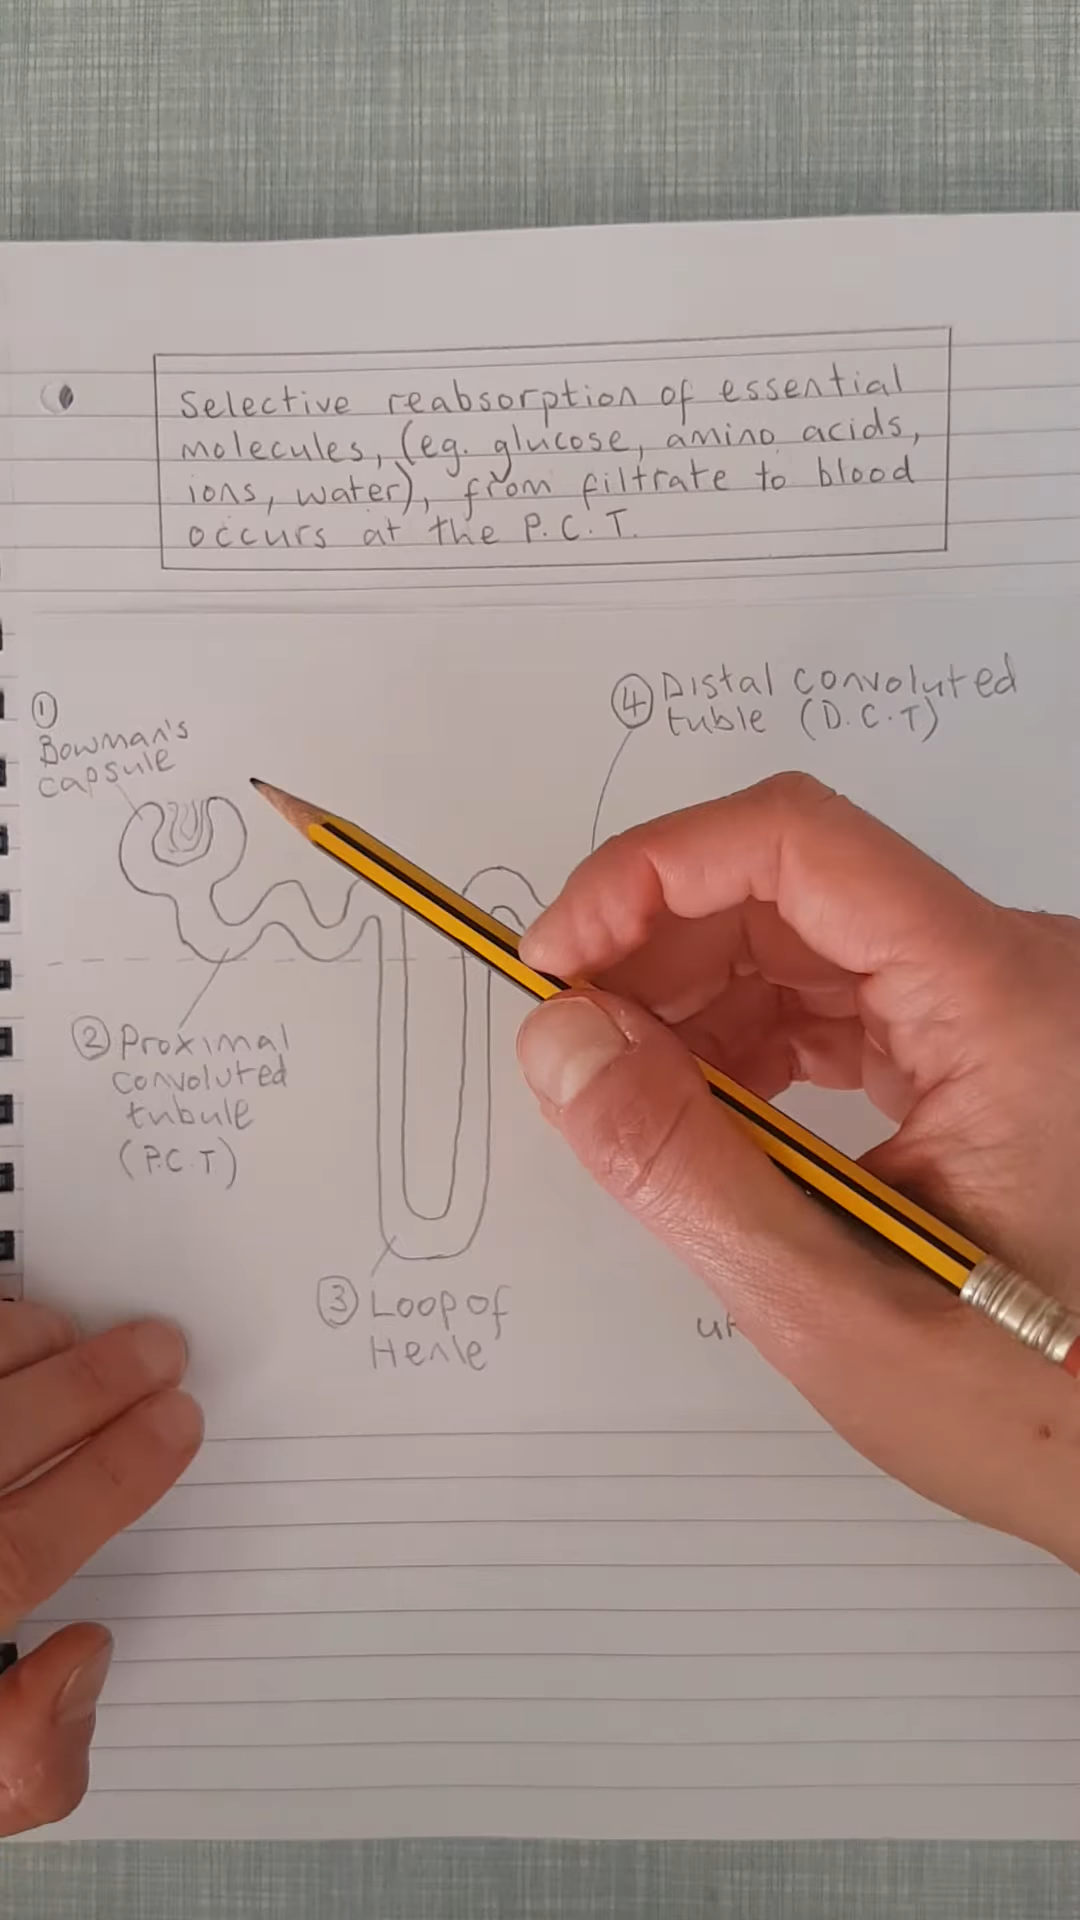 Selective reabsorption of essential
molecules, (eg. glucose, amino acids,
ions, water), from filtrate to blood
occurs at the P.C.T.
① Bowman's
capsule
④ Distal convoluted
tuble (D.C.T)
② Proximal
convoluted
tubule
(P.C.T)
③ Loop of
Henle